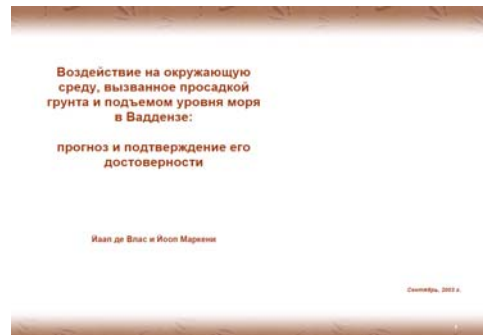 Воздействие на окружающую
среду, вызванное просадкой
грунта и подъемом уровня моря
в Ваддензе:
прогноз и подтверждение его
достоверности
Йаап де Влас и Йооп Маркени
Сентябрь, 2005 г.